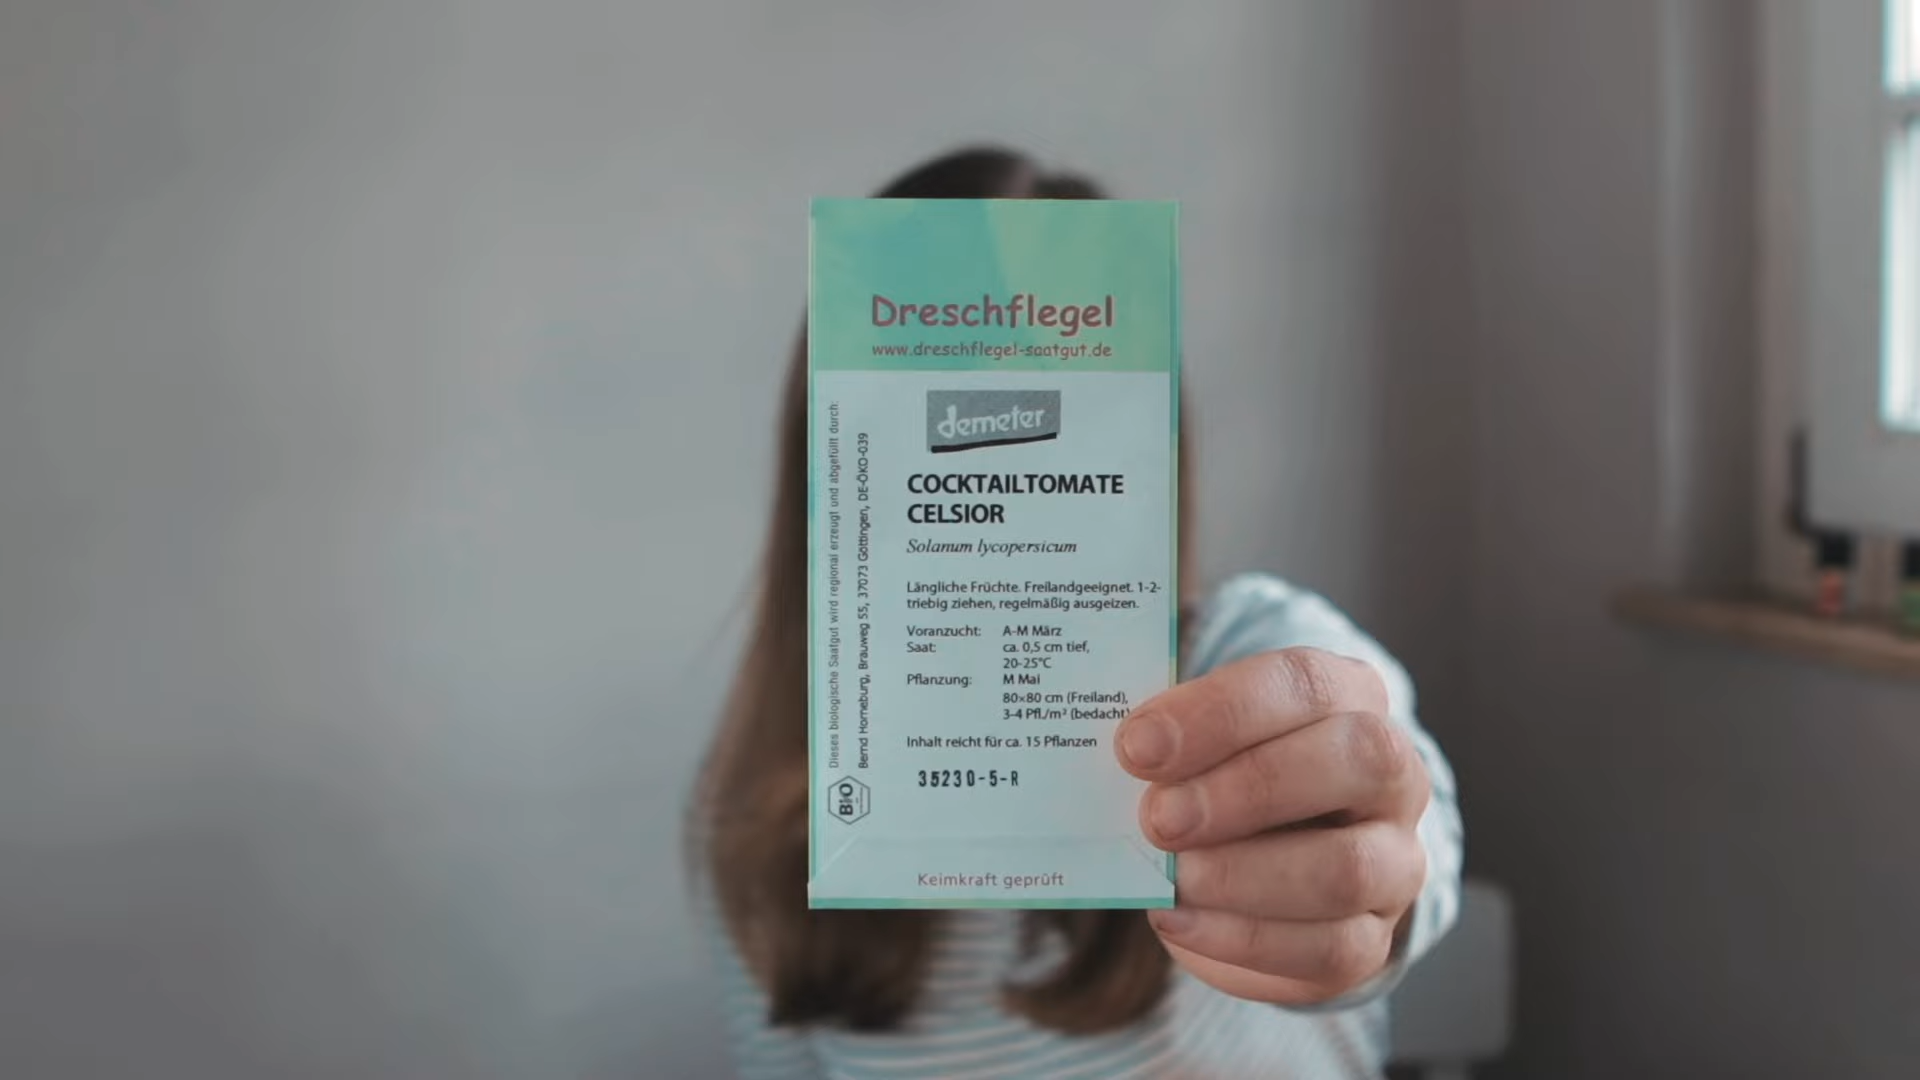 Dreschflegel
www.dreschflegel-saatgut.de
demeter
COCKTAILTOMATE
CELSIOR
Solanum lycopersicum
Längliche Früchte. Freilandgeeignet. 1-2-
triebig ziehen, regelmäßig ausgeizen.
Voranzucht: A-M März
Saat: ca. 0,5 cm tief,
20-25°C
Pflanzung: M Mai
80×80 cm (Freiland),
3-4 Pfl./m² (bedacht)
Inhalt reicht für ca. 15 Pflanzen
35230-5-R
Dieses biologische Saatgut wird regional erzeugt und abgefüllt durch:
Bernd Horneburg, Brauweg 55, 37073 Göttingen, DE-ÖKO-039
BIO
Keimkraft geprüft